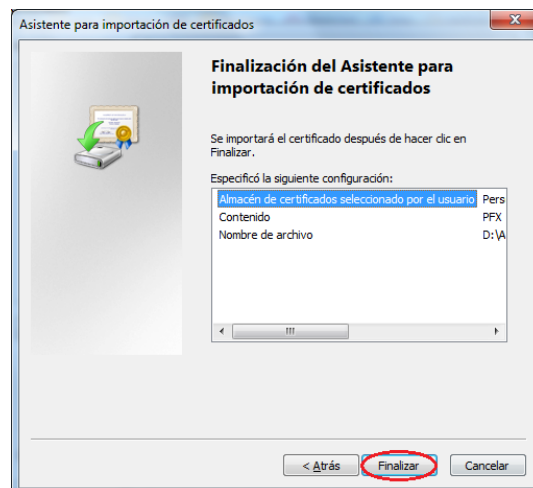 Asistente para importación de certificados
Finalización del Asistente para
importación de certificados
Se importará el certificado después de hacer clic en
Finalizar.
Especificó la siguiente configuración:
Almacén de certificados seleccionado por el usuario Pers
Contenido PFX
Nombre de archivo D:\A
< Atrás Finalizar Cancelar